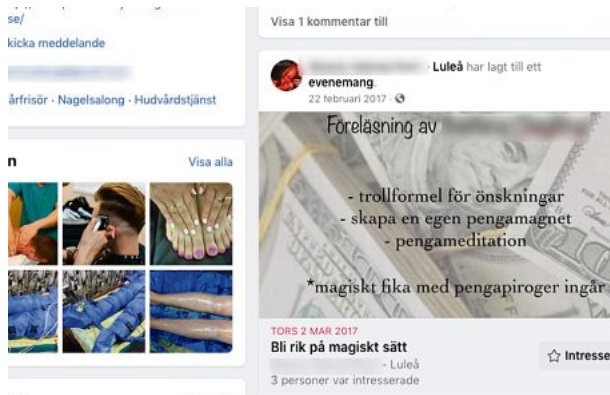 se/
kicka meddelande
årfrisör · Nagelsalong · Hudvårdstjänst
n
Visa alla
Visa 1 kommentar till
· Luleå har lagt till ett
evenemang.
22 februari 2017 ·
Föreläsning av
- trollformel för önskningar
- skapa en egen pengamagnet
- pengameditation
*magiskt fika med pengapiroger ingår
TORS 2 MAR 2017
Bli rik på magiskt sätt
- Luleå
3 personer var intresserade
☆ Intresse